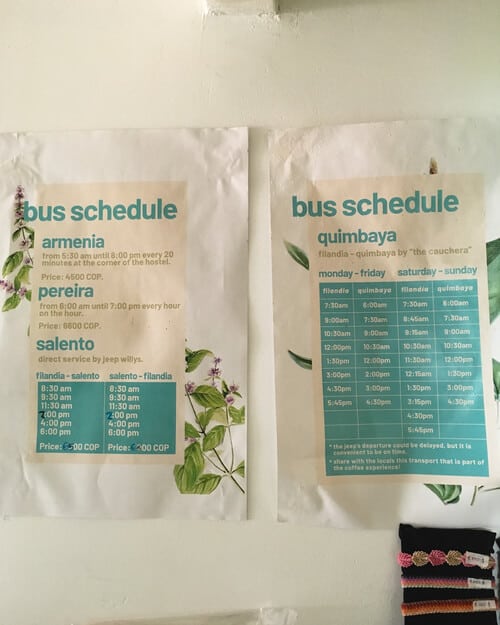 bus schedule
armenia
from 5:30 am until 8:00 pm every 20
minutes at the corner of the hostel.
Price: 4500 COP.
pereira
from 6:00 am until 7:00 pm every hour
on the hour.
Price: 6600 COP.
salento
direct service by jeep willys.
filandia - salento salento - filandia
8:30 am 8:30 am
9:30 am 9:30 am
11:30 am 11:30 am
:00 pm :00 pm
4:00 pm 4:00 pm
6:00 pm 6:00 pm
Price: 00 COP Price: 200 COP
bus schedule
quimbaya
filandia - quimbaya by "the cauchera"
monday - friday saturday - sunday
filandia quimbaya filandia quimbaya
7:30am 6:00am 7:30am 6:00am
9:00am 7:30am 8:45am 7:30am
10:30am 9:00am 9:15am 9:00am
12:00pm 10:30am 10:30am 10:30am
1:30pm 12:00pm 11:30am 12:00pm
3:00pm 2:00pm 12:15am 1:30pm
4:30pm 3:00pm 1:30pm 3:00pm
5:45pm 4:30pm 3:15pm 4:30pm
4:30pm
5:45pm
* the jeep's departure could be delayed, but it is
convenient to be on time.
* share with the locals this transport that is part of
the coffee experience!